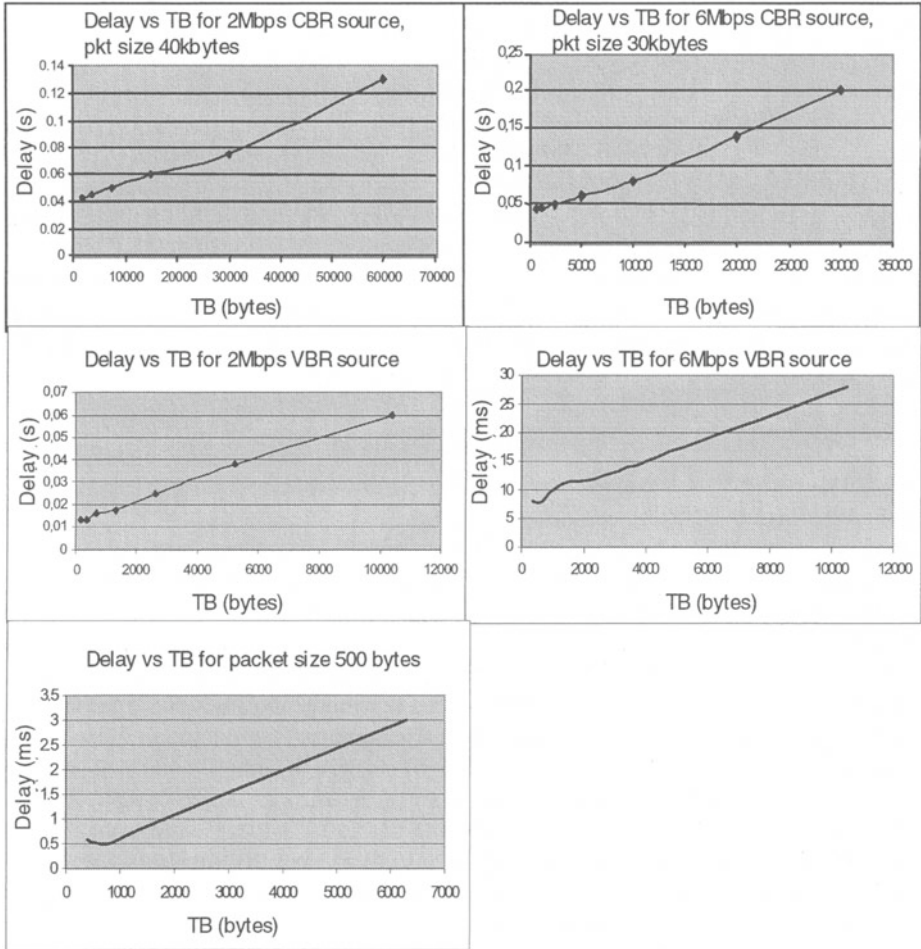 Delay vs TB for 2Mbps CBR source,
pkt size 40kbytes
0.14
0.12
0.1
0.08
0.06
0.04
0.02
0
Delay (s)
0 10000 20000 30000 40000 50000 60000 70000
TB (bytes)
Delay vs TB for 6Mbps CBR source,
pkt size 30kbytes
0,25
0,2
0,15
0,1
0,05
0
Delay (s)
0 5000 10000 15000 20000 25000 30000 35000
TB (bytes)
Delay vs TB for 2Mbps VBR source
0,07
0,06
0,05
0,04
0,03
0,02
0,01
0
Delay (s)
0 2000 4000 6000 8000 10000 12000
TB (bytes)
Delay vs TB for 6Mbps VBR source
30
25
20
15
10
5
0
Delay (ms)
0 2000 4000 6000 8000 10000 12000
TB (bytes)
Delay vs TB for packet size 500 bytes
3.5
3
2.5
2
1.5
1
0.5
0
Delay (ms)
0 1000 2000 3000 4000 5000 6000 7000
TB (bytes)